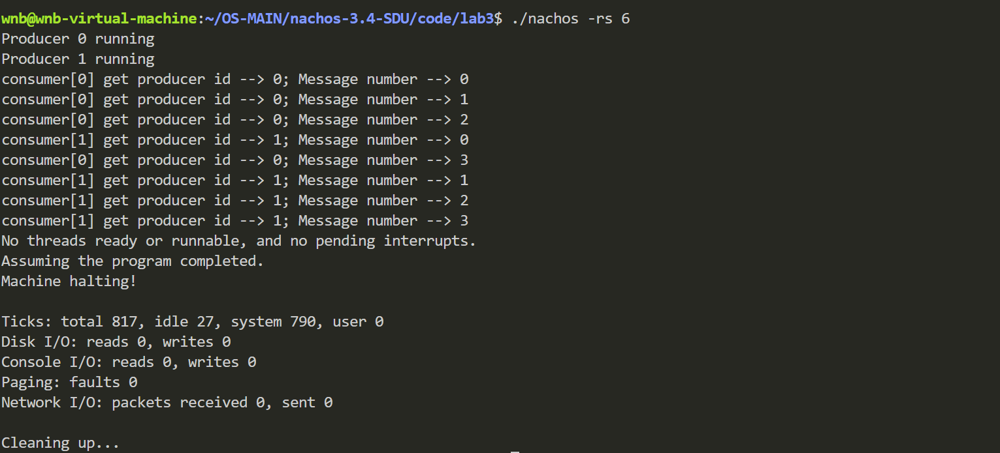 wnb@wnb-virtual-machine:~/OS-MAIN/nachos-3.4-SDU/code/lab3$ ./nachos -rs 6
Producer 0 running
Producer 1 running
consumer[0] get producer id --> 0; Message number --> 0
consumer[0] get producer id --> 0; Message number --> 1
consumer[0] get producer id --> 0; Message number --> 2
consumer[1] get producer id --> 1; Message number --> 0
consumer[0] get producer id --> 0; Message number --> 3
consumer[1] get producer id --> 1; Message number --> 1
consumer[1] get producer id --> 1; Message number --> 2
consumer[1] get producer id --> 1; Message number --> 3
No threads ready or runnable, and no pending interrupts.
Assuming the program completed.
Machine halting!

Ticks: total 817, idle 27, system 790, user 0
Disk I/O: reads 0, writes 0
Console I/O: reads 0, writes 0
Paging: faults 0
Network I/O: packets received 0, sent 0

Cleaning up...